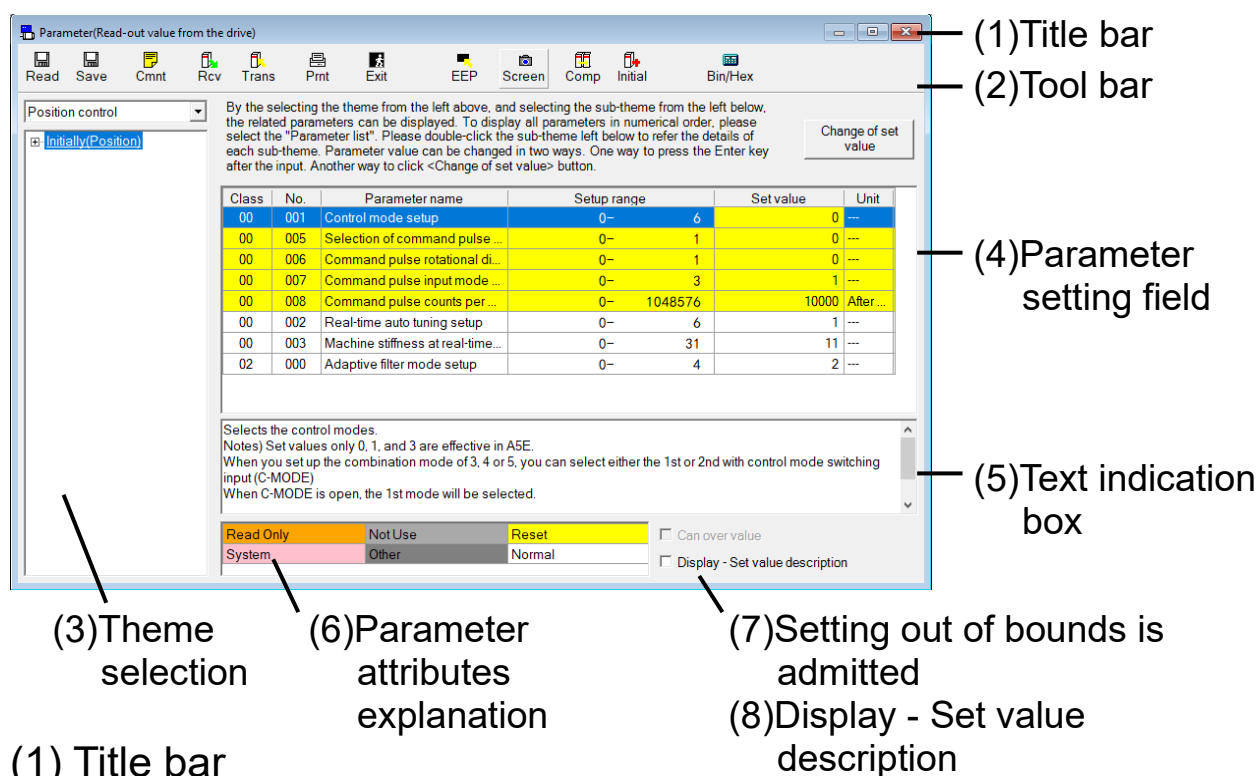 Parameter(Read-out value from the drive)
(1)Title bar
Read Save Cmnt Rcv Trans Prnt Exit EEP Screen Comp Initial Bin/Hex
(2)Tool bar
Position control
Initially(Position)
By the selecting the theme from the left above, and selecting the sub-theme from the left below,
the related parameters can be displayed. To display all parameters in numerical order, please
select the "Parameter list". Please double-click the sub-theme left below to refer the details of
each sub-theme. Parameter value can be changed in two ways. One way to press the Enter key
after the input. Another way to click <Change of set value> button.
Change of set
value
Class No. Parameter name Setup range Set value Unit
00 001 Control mode setup 0- 6 0 ---
00 005 Selection of command pulse ... 0- 1 0 ---
00 006 Command pulse rotational di... 0- 1 0 ---
00 007 Command pulse input mode ... 0- 3 1 ---
00 008 Command pulse counts per ... 0- 1048576 10000 After ...
00 002 Real-time auto tuning setup 0- 6 1 ---
00 003 Machine stiffness at real-time... 0- 31 11 ---
02 000 Adaptive filter mode setup 0- 4 2 ---
(4)Parameter
setting field
Selects the control modes.
Notes) Set values only 0, 1, and 3 are effective in A5E.
When you set up the combination mode of 3, 4 or 5, you can select either the 1st or 2nd with control mode switching
input (C-MODE)
When C-MODE is open, the 1st mode will be selected.
(5)Text indication
box
Read Only Not Use Reset
System Other Normal
Can over value
Display - Set value description
(3)Theme
selection
(6)Parameter
attributes
explanation
(7)Setting out of bounds is
admitted
(8)Display - Set value
description
(1) Title bar